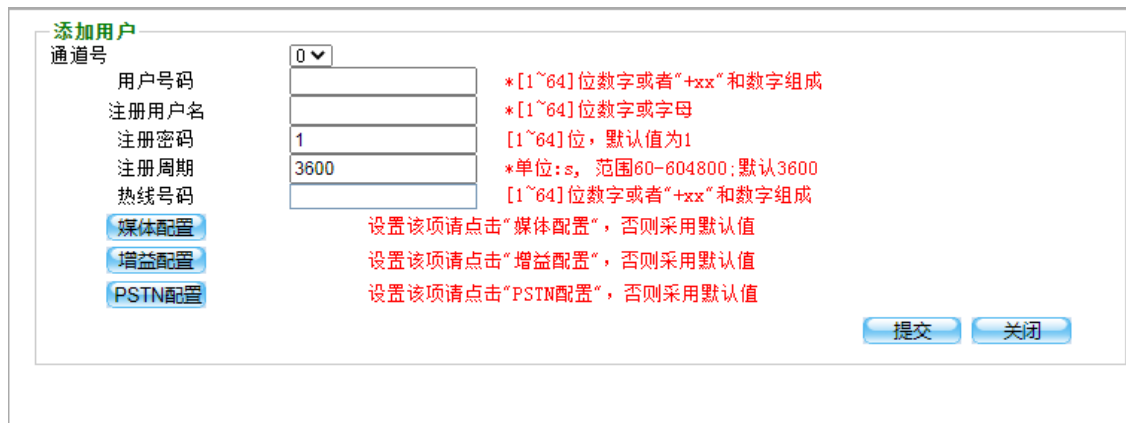 添加用户
通道号 0
用户号码 *[1~64]位数字或者"+xx"和数字组成
注册用户名 *[1~64]位数字或字母
注册密码 1 [1~64]位，默认值为1
注册周期 3600 *单位:s, 范围60-604800;默认3600
热线号码 [1~64]位数字或者"+xx"和数字组成
媒体配置 设置该项请点击"媒体配置"，否则采用默认值
增益配置 设置该项请点击"增益配置"，否则采用默认值
PSTN配置 设置该项请点击"PSTN配置"，否则采用默认值
提交 关闭